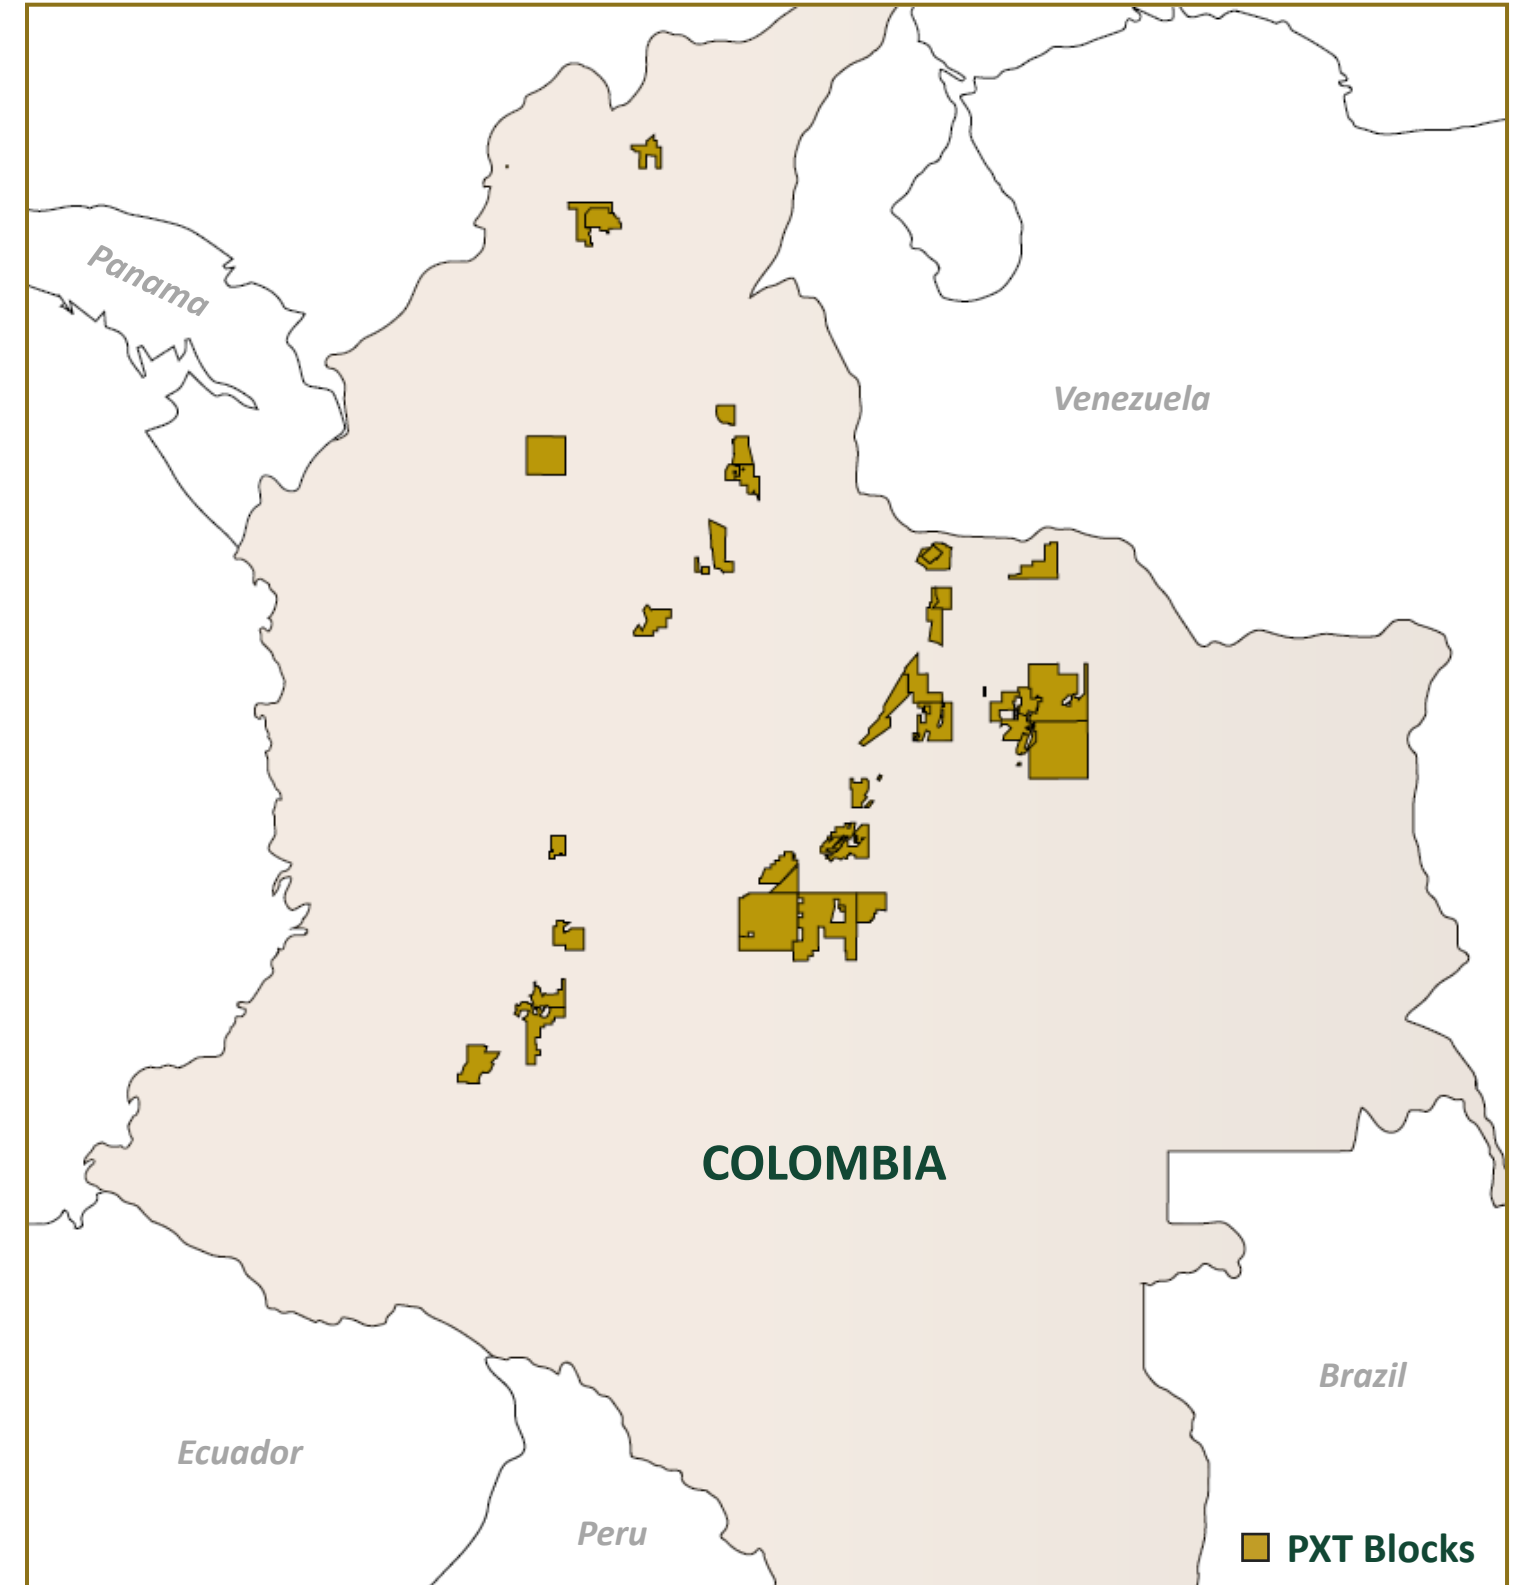 Panama
Venezuela
COLOMBIA
Brazil
Ecuador
Peru
PXT Blocks